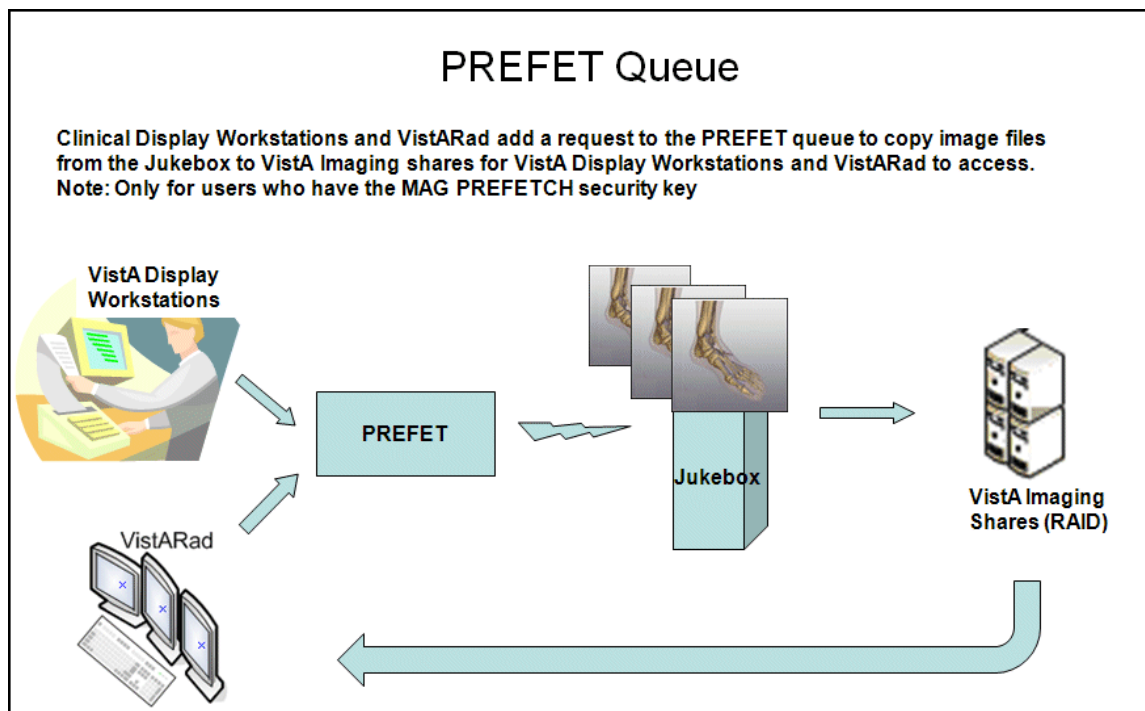 PREFET Queue
Clinical Display Workstations and VistARad add a request to the PREFET queue to copy image files
from the Jukebox to VistA Imaging shares for VistA Display Workstations and VistARad to access.
Note: Only for users who have the MAG PREFETCH security key
VistA Display
Workstations
PREFET
Jukebox
VistA Imaging
Shares (RAID)
VistARad